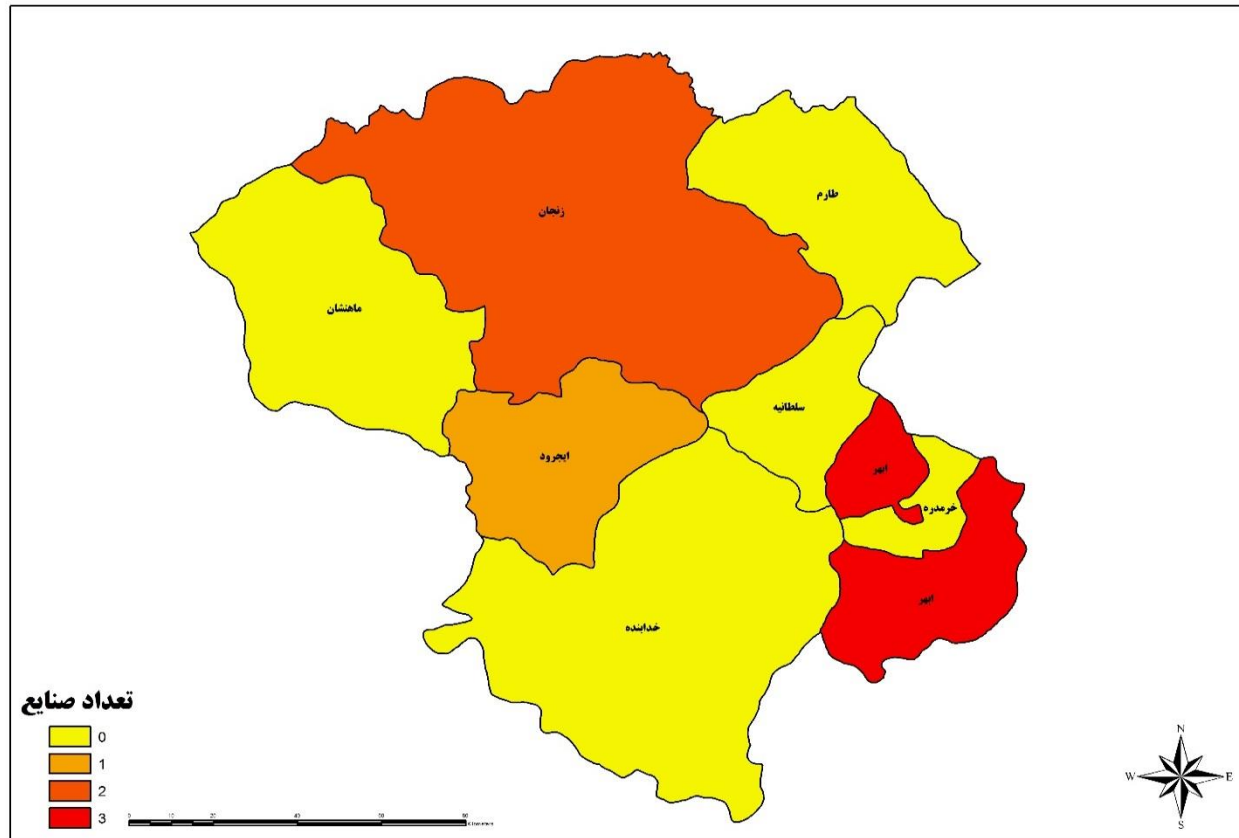 طارم
زنجان
ماهنشان
سلطانیه
ایجرود
ابهر
خرمدره
ابهر
خدابنده
تعداد صنایع
0
1
2
3
N
W
E
S